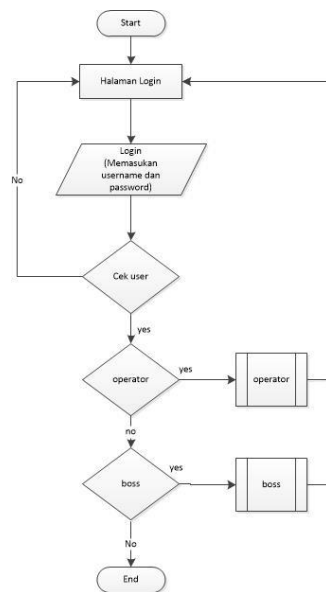 Start
Halaman Login
Login
(Memasukan
username dan
password)
No
Cek user
yes
operator
yes
operator
no
boss
yes
boss
No
End